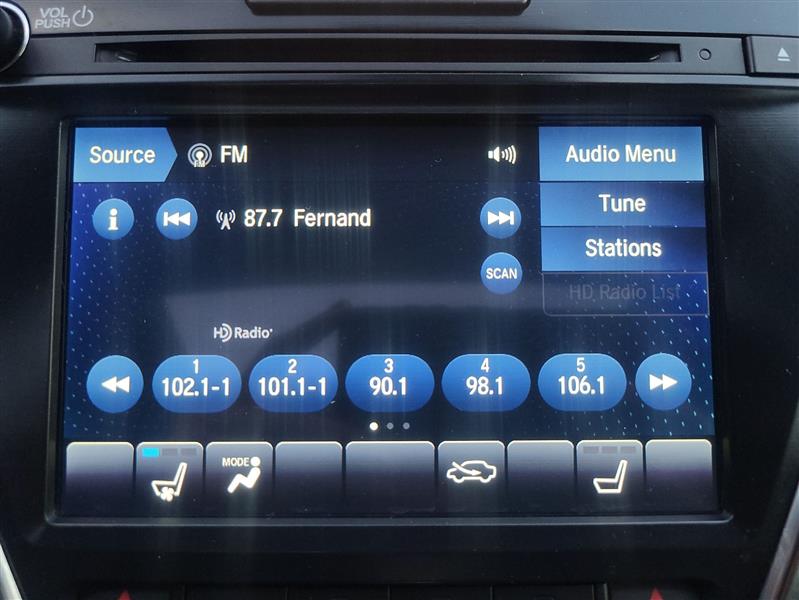 VOL
PUSH
Source
FM
FM
Audio Menu
i
87.7 Fernand
Tune
Stations
SCAN
HD Radio List
HD Radio
1
102.1-1
2
101.1-1
3
90.1
4
98.1
5
106.1
MODE